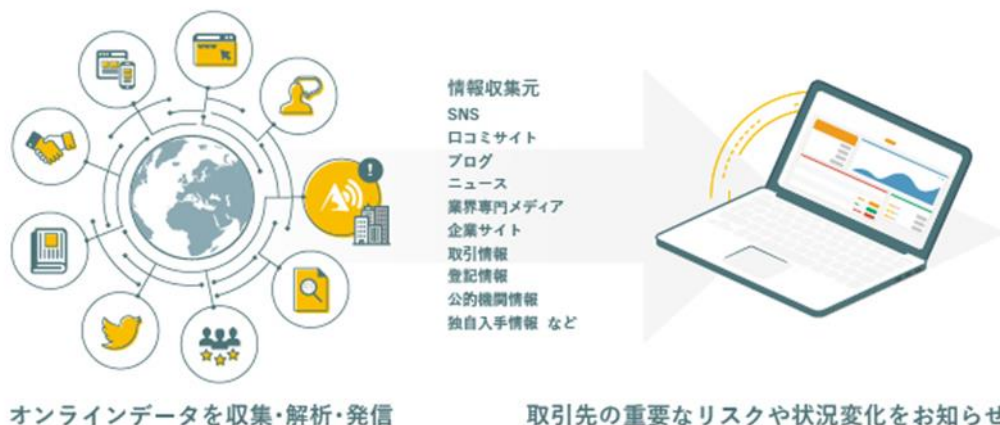 www
情報収集元
SNS
口コミサイト
ブログ
ニュース
業界専門メディア
企業サイト
取引情報
登記情報
公的機関情報
独自入手情報 など
オンラインデータを収集・解析・発信
取引先の重要なリスクや状況変化をお知らせ